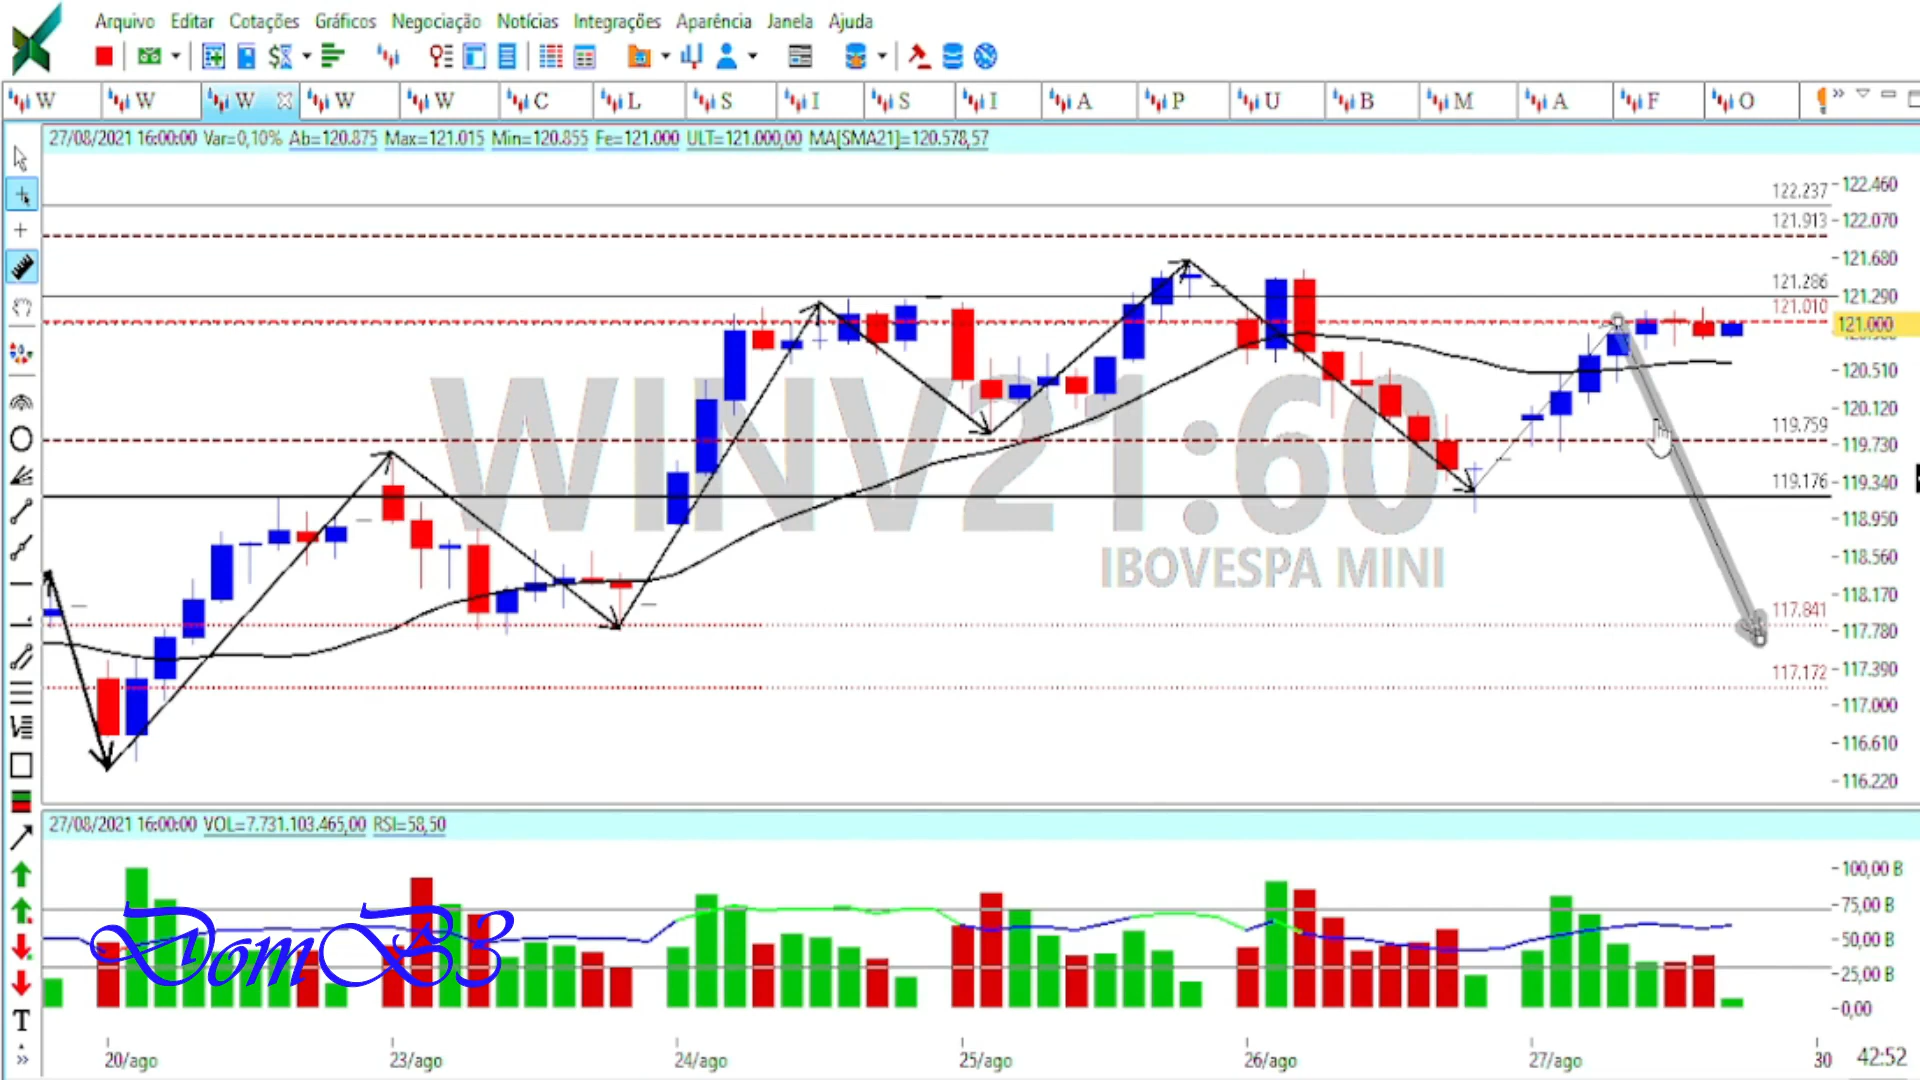 Arquivo Editar Cotações Gráficos Negociação Notícias Integrações Aparência Janela Ajuda
W W W W W C L S I S I A P U B M A F O
27/08/2021 16:00:00 Var=0,10% Ab=120.875 Max=121.015 Min=120.855 Fe=121.000 ULT=121.000,00 MA[SMA21]=120.578,57
122.460
122.237
122.070
121.913
121.680
121.286
121.290
121.010
121.000
120.510
120.120
119.759
119.730
119.176
119.340
118.950
118.560
118.170
117.841
117.780
117.390
117.172
117.000
116.610
116.220
WINV21:60
IBOVESPA MINI
27/08/2021 16:00:00 VOL=7.731.103.465,00 RSI=58,50
100,00 B
75,00 B
50,00 B
25,00 B
0,00
DomB3
T
20/ago 23/ago 24/ago 25/ago 26/ago 27/ago 30 42:52